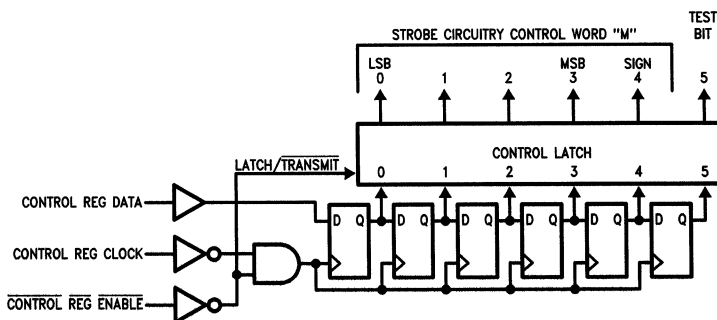 TEST
BIT
STROBE CIRCUITRY CONTROL WORD "M"
LSB MSB SIGN
0 1 2 3 4 5
CONTROL LATCH
0 1 2 3 4 5
LATCH/TRANSMIT
CONTROL REG DATA
D Q D Q D Q D Q D Q D Q
CONTROL REG CLOCK
CONTROL REG ENABLE